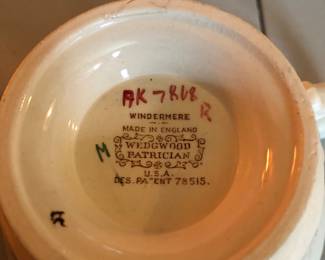 AK 7868
R
WINDERMERE
MADE IN ENGLAND
M
WEDGWOOD
PATRICIAN
U.S.A.
DES. PATENT 78515.